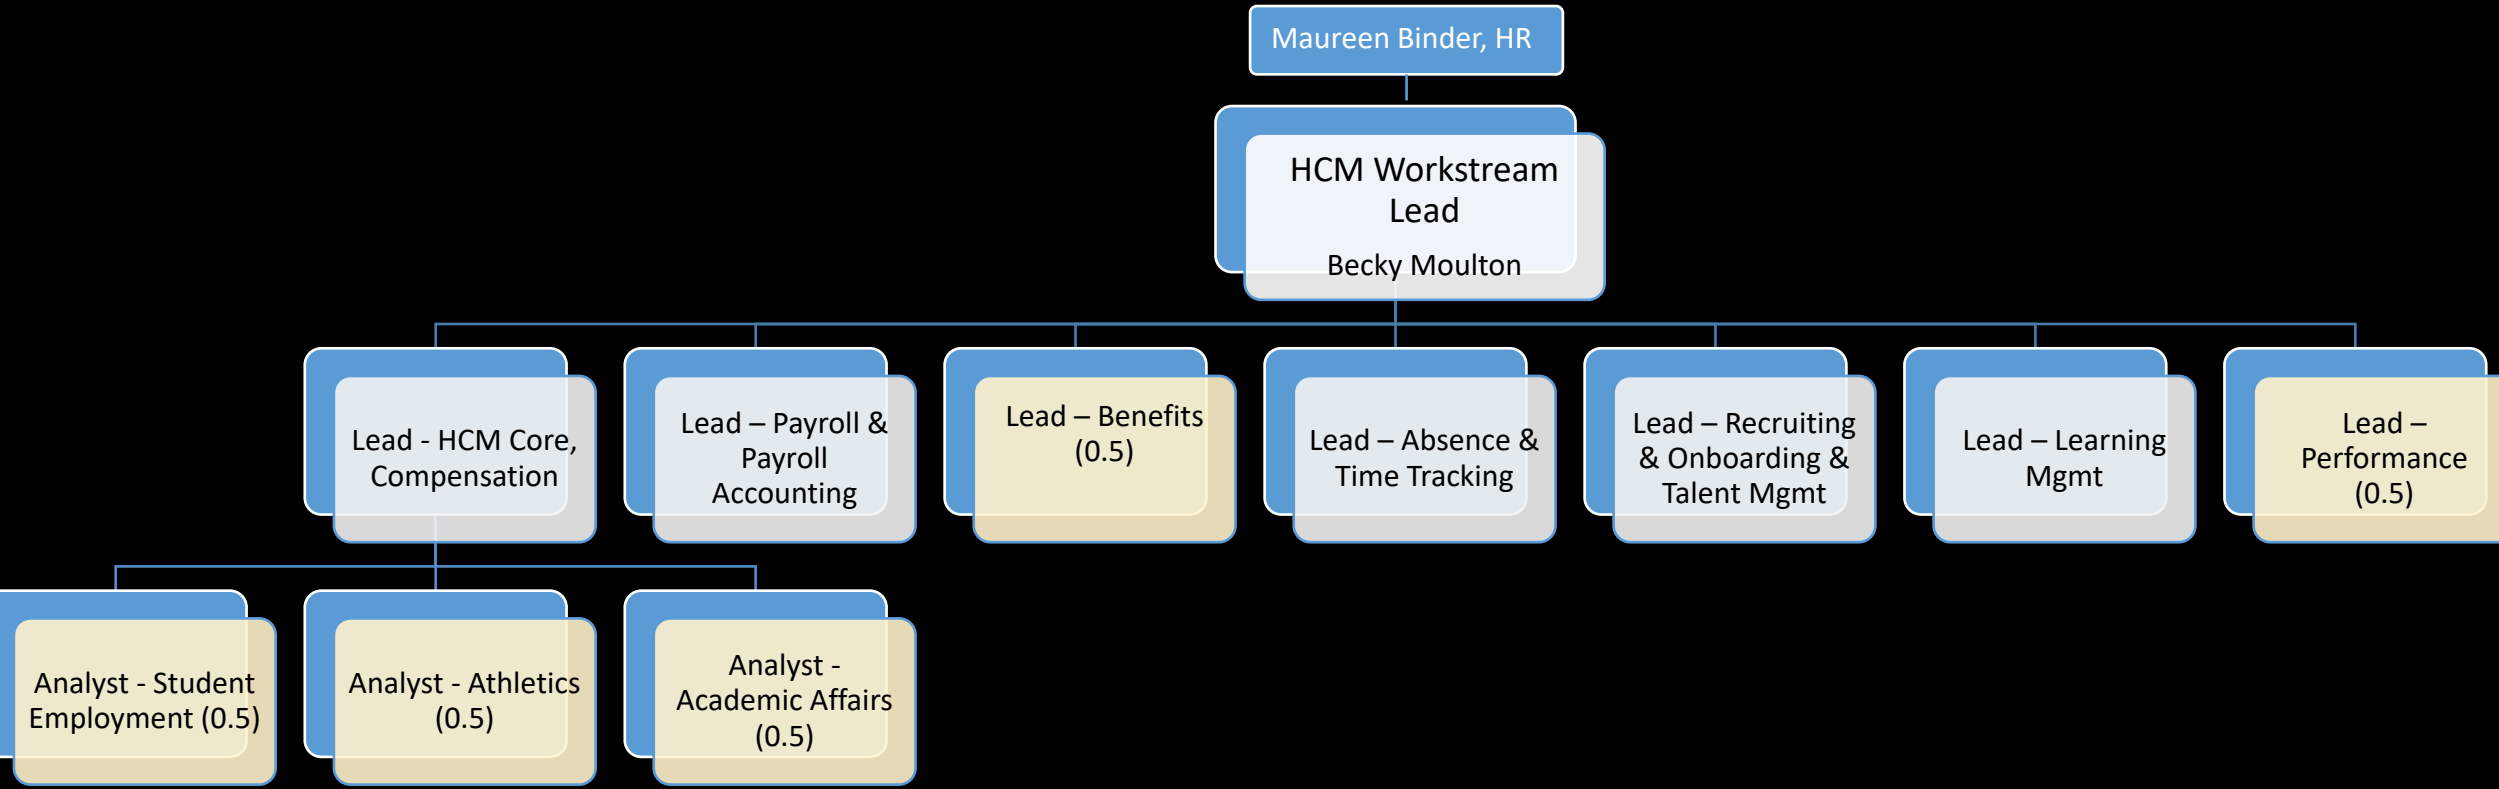 Maureen Binder, HR
HCM Workstream
Lead
Becky Moulton
Lead - HCM Core,
Compensation
Lead – Payroll &
Payroll
Accounting
Lead – Benefits
(0.5)
Lead – Absence &
Time Tracking
Lead – Recruiting
& Onboarding &
Talent Mgmt
Lead – Learning
Mgmt
Lead –
Performance
(0.5)
Analyst - Student
Employment (0.5)
Analyst - Athletics
(0.5)
Analyst -
Academic Affairs
(0.5)